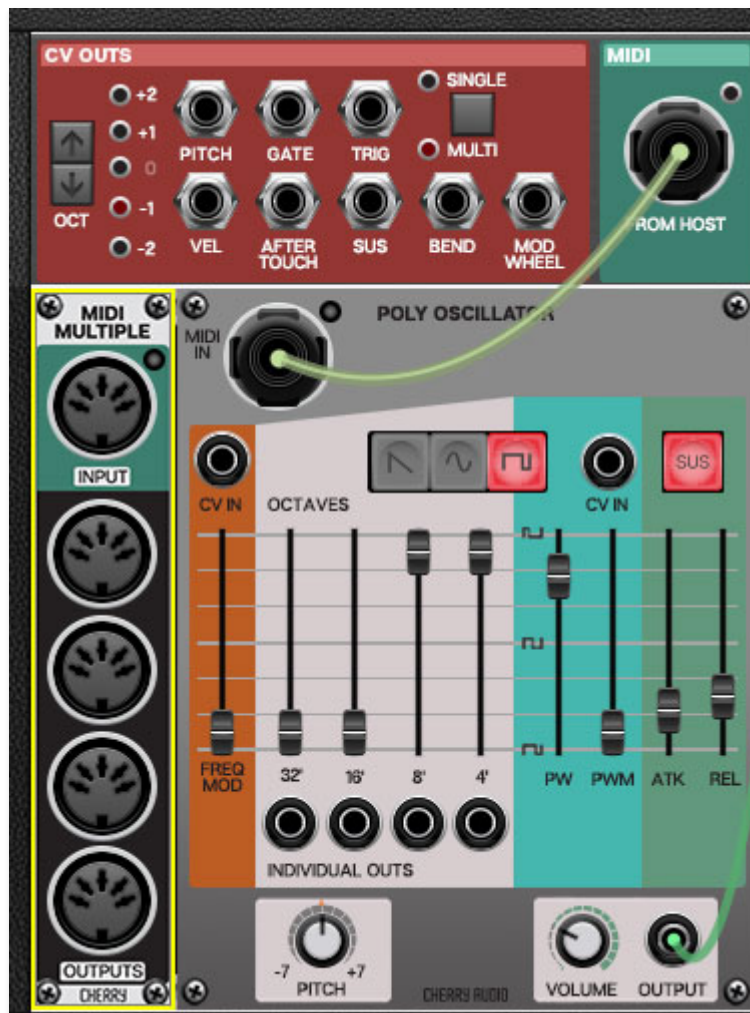 CV OUTS
MIDI
+2
+1
0
-1
-2
OCT
PITCH
GATE
TRIG
SINGLE
MULTI
VEL
AFTER
TOUCH
SUS
BEND
MOD
WHEEL
ROM HOST
MIDI
MULTIPLE
INPUT
OUTPUTS
CHERRY
MIDI
IN
POLY OSCILLATOR
CV IN
OCTAVES
CV IN
SUS
FREQ
MOD
32'
16'
8'
4'
PW
PWM
ATK
REL
INDIVIDUAL OUTS
-7
+7
PITCH
CHERRY AUDIO
VOLUME
OUTPUT